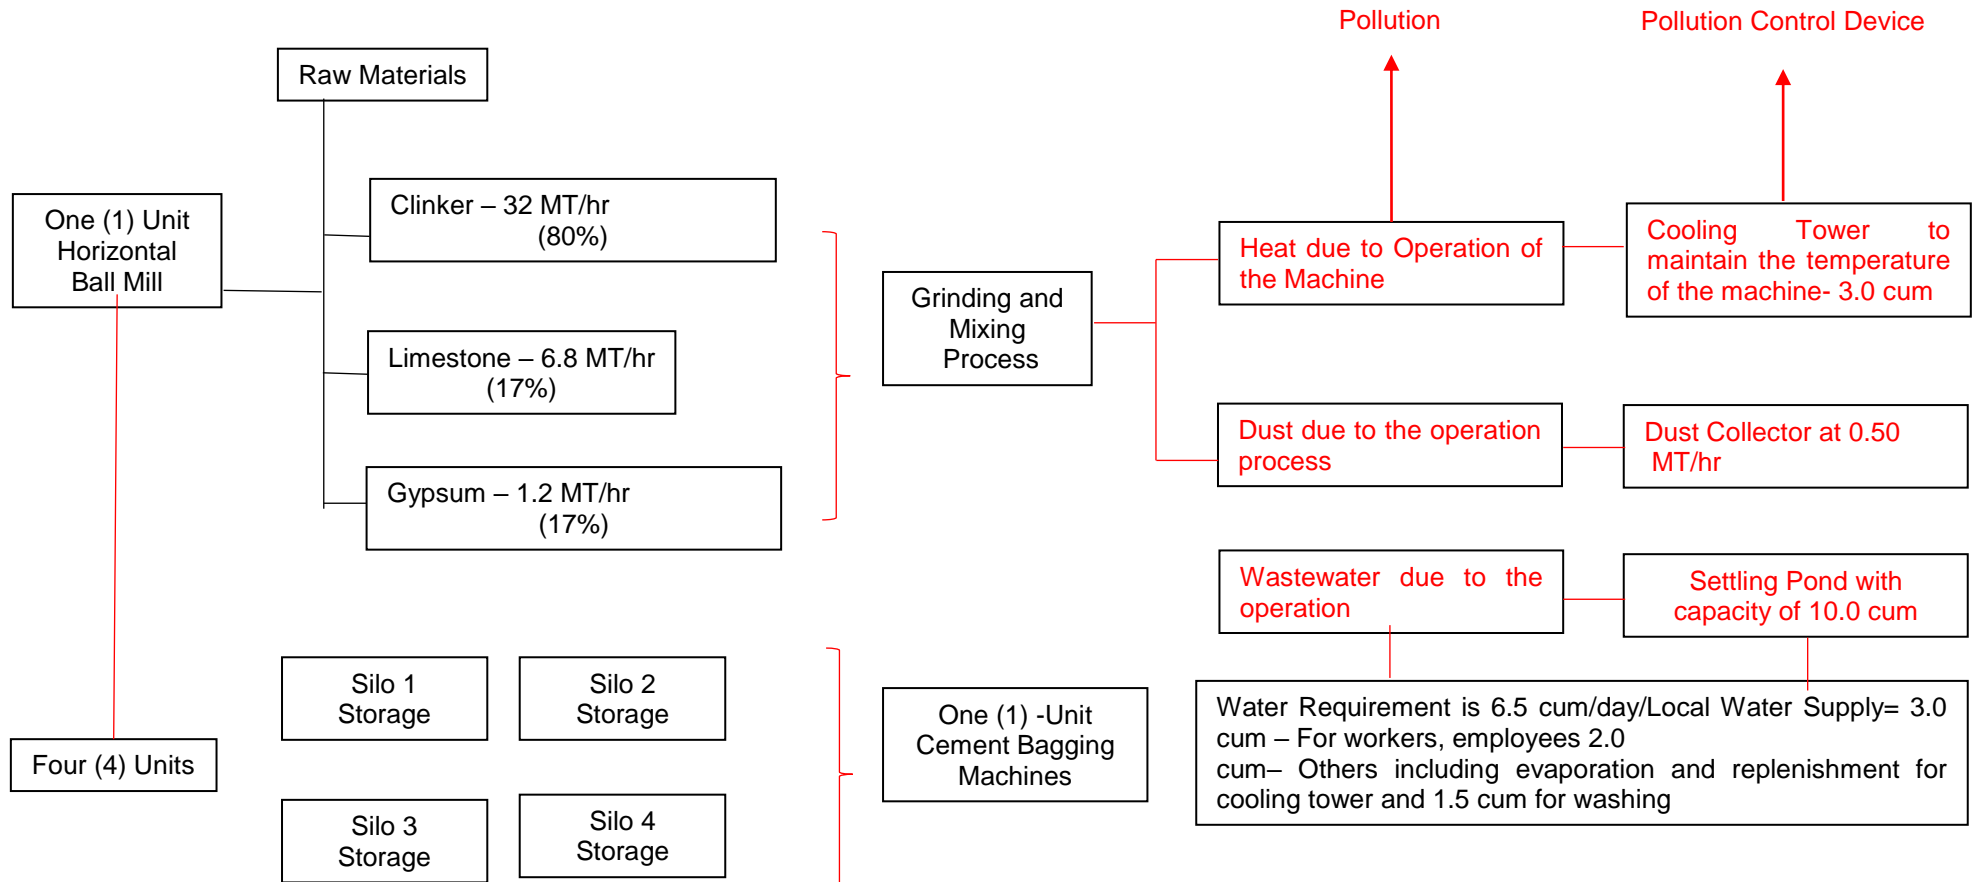 Pollution
Pollution Control Device
Raw Materials
One (1) Unit
Horizontal
Ball Mill
Clinker – 32 MT/hr
(80%)
Limestone – 6.8 MT/hr
(17%)
Gypsum – 1.2 MT/hr
(17%)
Grinding and
Mixing
Process
Heat due to Operation of
the Machine
Cooling Tower to
maintain the temperature
of the machine- 3.0 cum
Dust due to the operation
process
Dust Collector at 0.50
MT/hr
Wastewater due to the
operation
Settling Pond with
capacity of 10.0 cum
Four (4) Units
Silo 1
Storage
Silo 2
Storage
Silo 3
Storage
Silo 4
Storage
One (1) -Unit
Cement Bagging
Machines
Water Requirement is 6.5 cum/day/Local Water Supply= 3.0
cum – For workers, employees 2.0
cum– Others including evaporation and replenishment for
cooling tower and 1.5 cum for washing